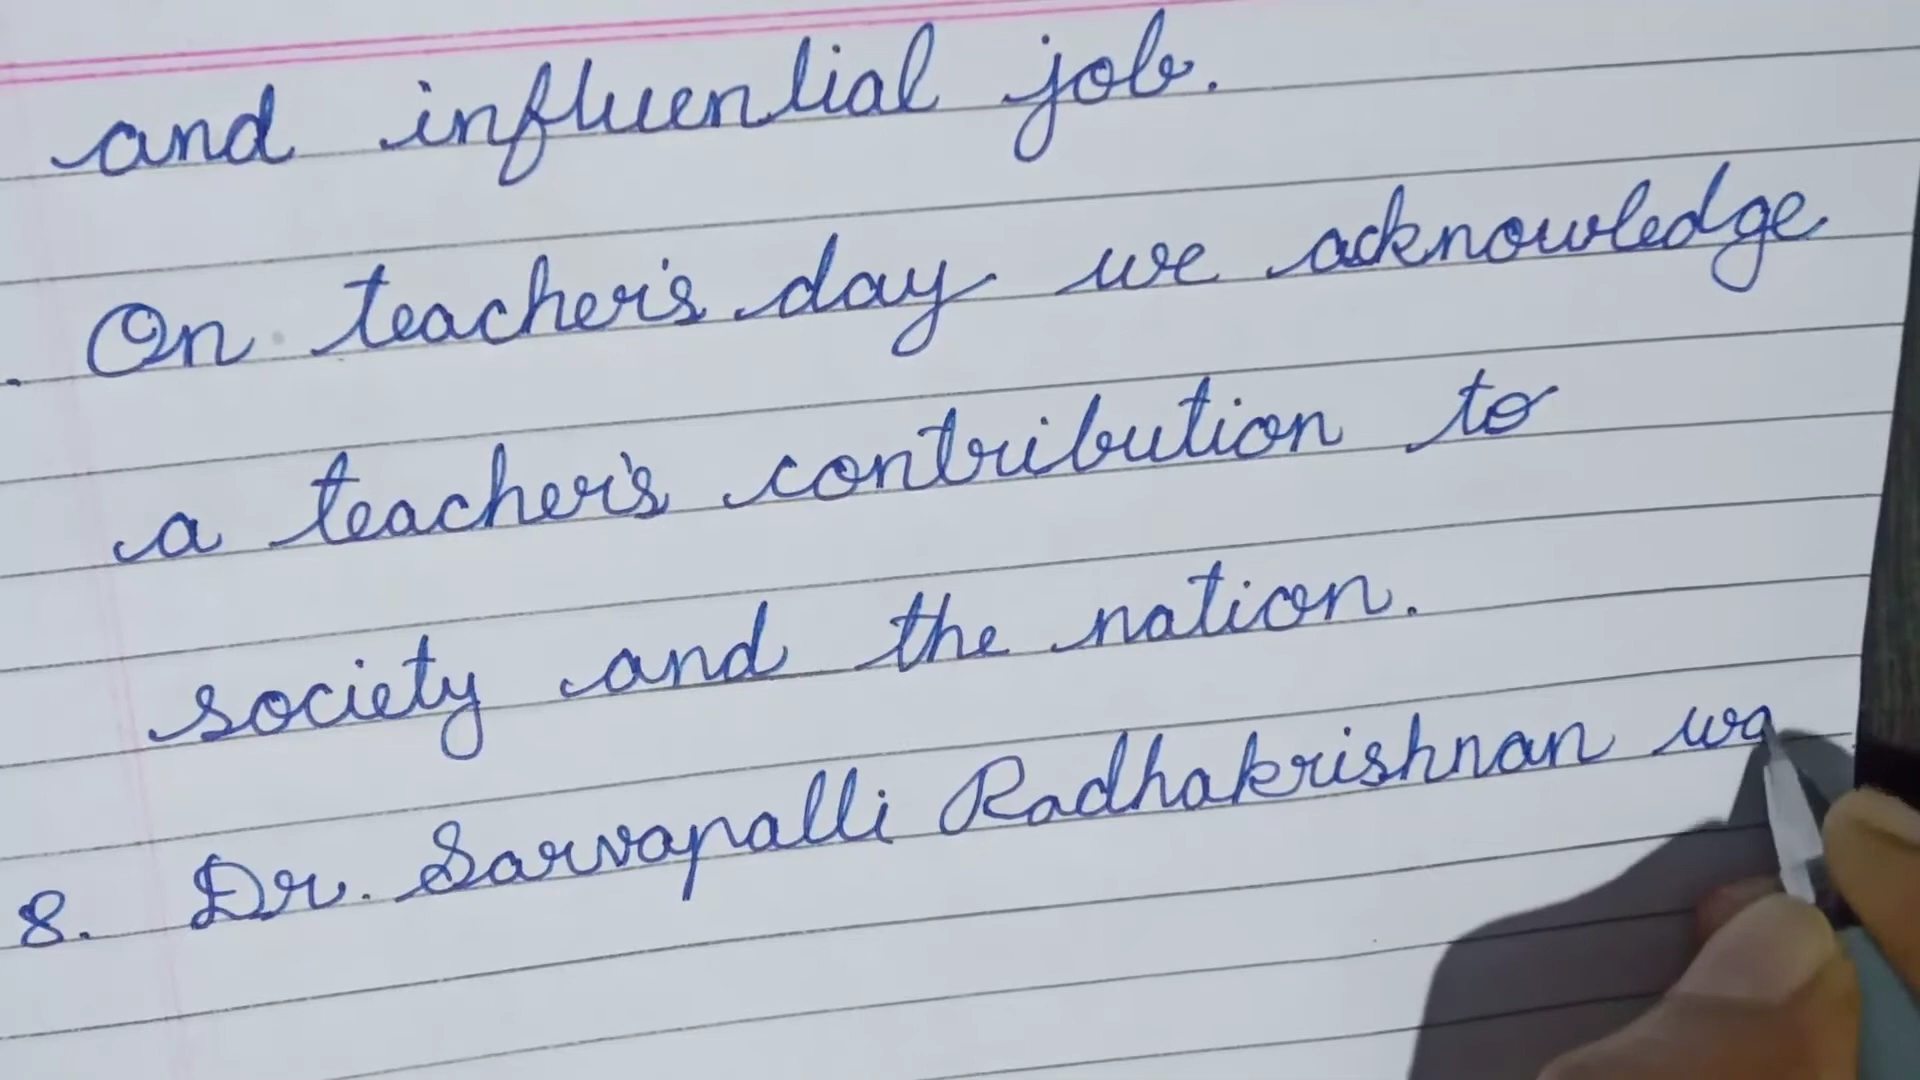 and influential job.
. On teacher's day we acknowledge
a teacher's contribution to
society and the nation.
8. Dr. Sarvapalli Radhakrishnan wa